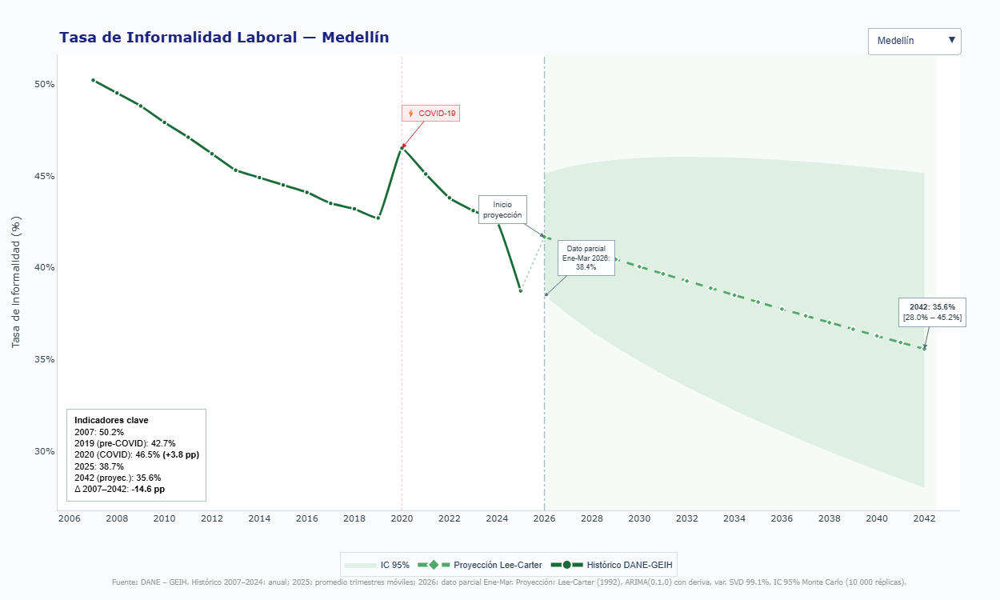 Tasa de Informalidad Laboral — Medellín
Medellín
Tasa de Informalidad (%)
50%
45%
40%
35%
30%
COVID-19
Inicio
proyección
Dato parcial
Ene-Mar 2026:
38.4%
2042: 35.6%
[28.0% – 45.2%]
Indicadores clave
2007: 50.2%
2019 (pre-COVID): 42.7%
2020 (COVID): 46.5% (+3.8 pp)
2025: 38.7%
2042 (proyec.): 35.6%
Δ 2007–2042: -14.6 pp
2006 2008 2010 2012 2014 2016 2018 2020 2022 2024 2026 2028 2030 2032 2034 2036 2038 2040 2042
IC 95% Proyección Lee-Carter Histórico DANE-GEIH
Fuente: DANE – GEIH. Histórico 2007–2024: anual; 2025: promedio trimestres móviles; 2026: dato parcial Ene-Mar. Proyección: Lee-Carter (1992), ARIMA(0,1,0) con deriva, var. SVD 99.1%, IC 95% Monte Carlo (10 000 réplicas).